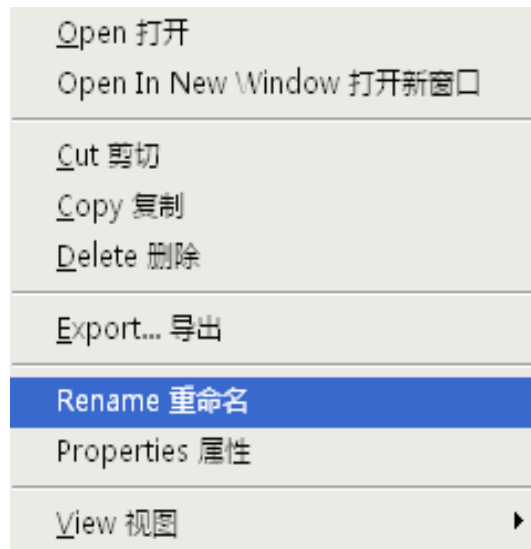 Open 打开
Open In New Window 打开新窗口
Cut 剪切
Copy 复制
Delete 删除
Export... 导出
Rename 重命名
Properties 属性
View 视图